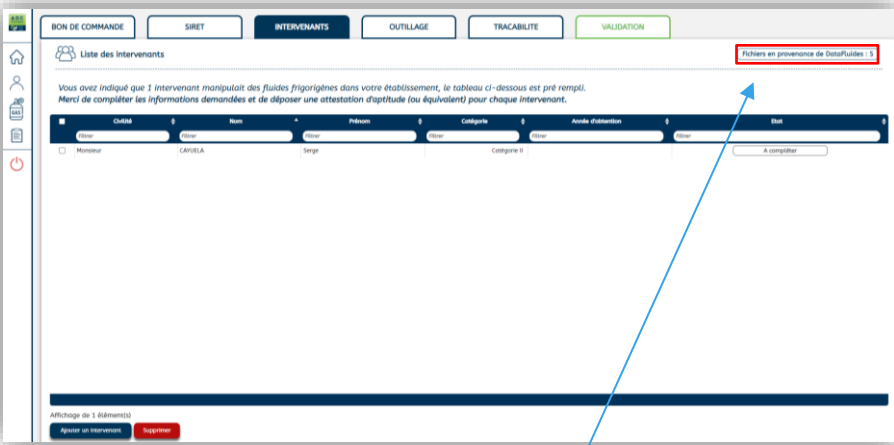 BON DE COMMANDE
SIRET
INTERVENANTS
OUTILLAGE
TRACABILITE
VALIDATION
Liste des intervenants
Fichiers en provenance de DataFluides : 5
Vous avez indiqué que 1 intervenant manipulait des fluides frigorigènes dans votre établissement, le tableau ci-dessous est pré rempli.
Merci de compléter les informations demandées et de déposer une attestation d'aptitude (ou équivalent) pour chaque intervenant.
Civilité Nom Prénom Catégorie Année d'obtention Etat
Filtrer Filtrer Filtrer Filtrer Filtrer Filtrer
Monsieur CAYUELA Serge Catégorie II A compléter
GAS
Affichage de 1 élément(s)
Ajouter un intervenant Supprimer